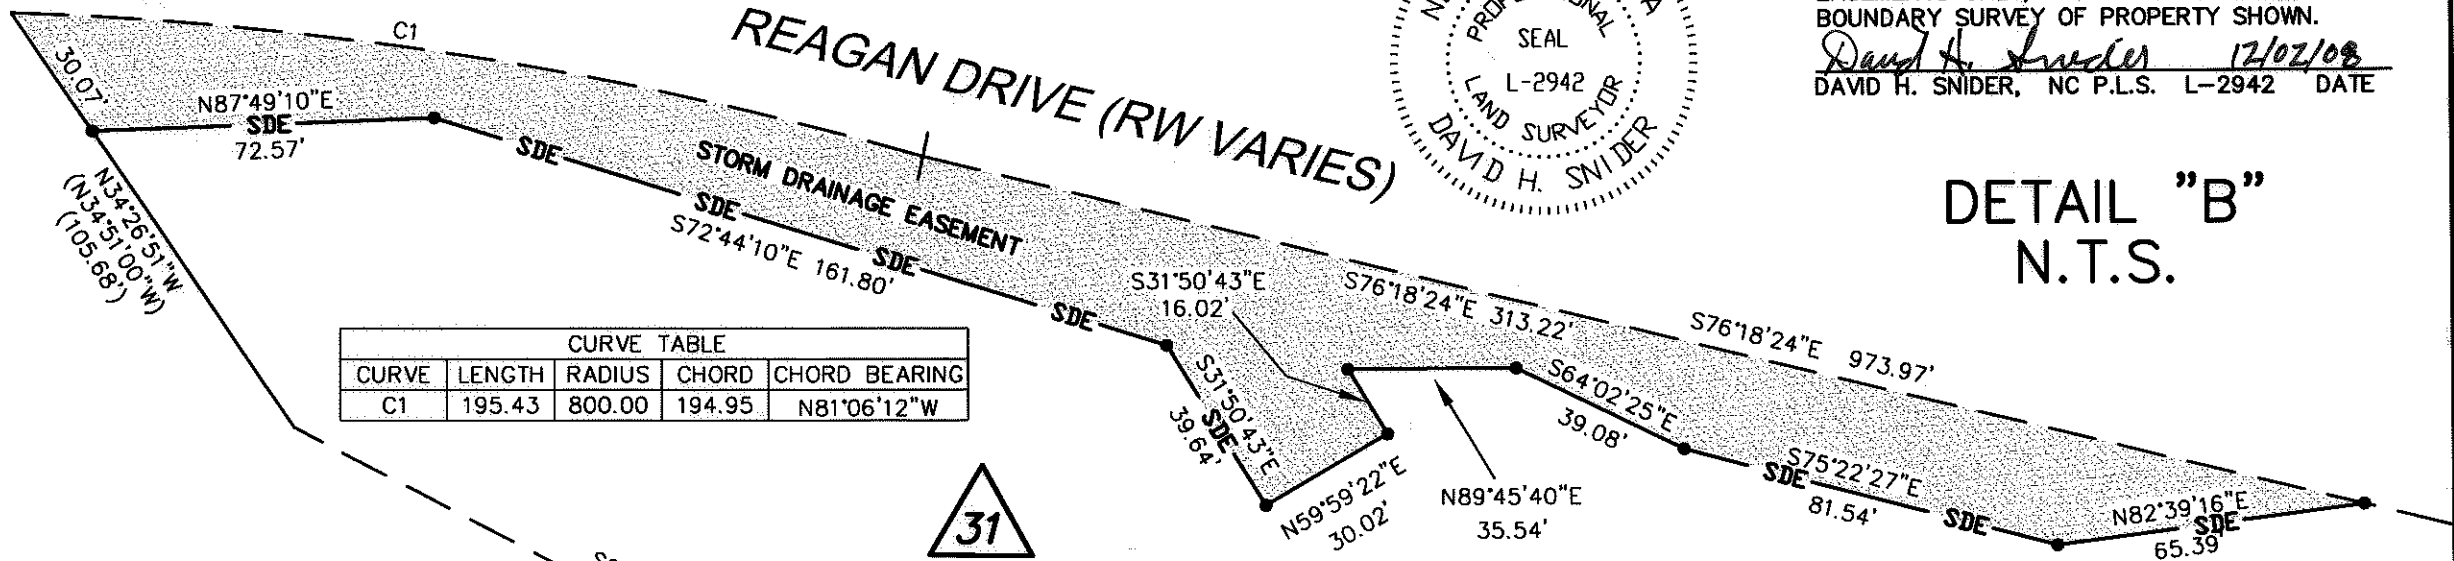 C1
30.07'
N87°49'10"E
SDE
72.57'
N34°26'51"W
(N34°51'00"W)
(105.68')
SDE
STORM DRAINAGE EASEMENT
SDE
S72°44'10"E 161.80'
SDE
SDE
REAGAN DRIVE (RW VARIES)
PROFESSIONAL
SEAL
L-2942
LAND SURVEYOR
DAVID H. SNIDER
BOUNDARY SURVEY OF PROPERTY SHOWN.
David H. Snider 12/02/08
DAVID H. SNIDER, NC P.L.S. L-2942 DATE
DETAIL "B"
N.T.S.
S31°50'43"E
16.02'
S76°18'24"E 313.22'
S76°18'24"E 973.97'
CURVE TABLE
CURVE LENGTH RADIUS CHORD CHORD BEARING
C1 195.43 800.00 194.95 N81°06'12"W
S31°50'43"E
SDE
39.64'
N59°59'22"E
30.02'
N89°45'40"E
35.54'
S64°02'25"E
39.08'
S75°22'27"E
SDE
81.54'
SDE
N82°39'16"E
SDE
65.39'
31